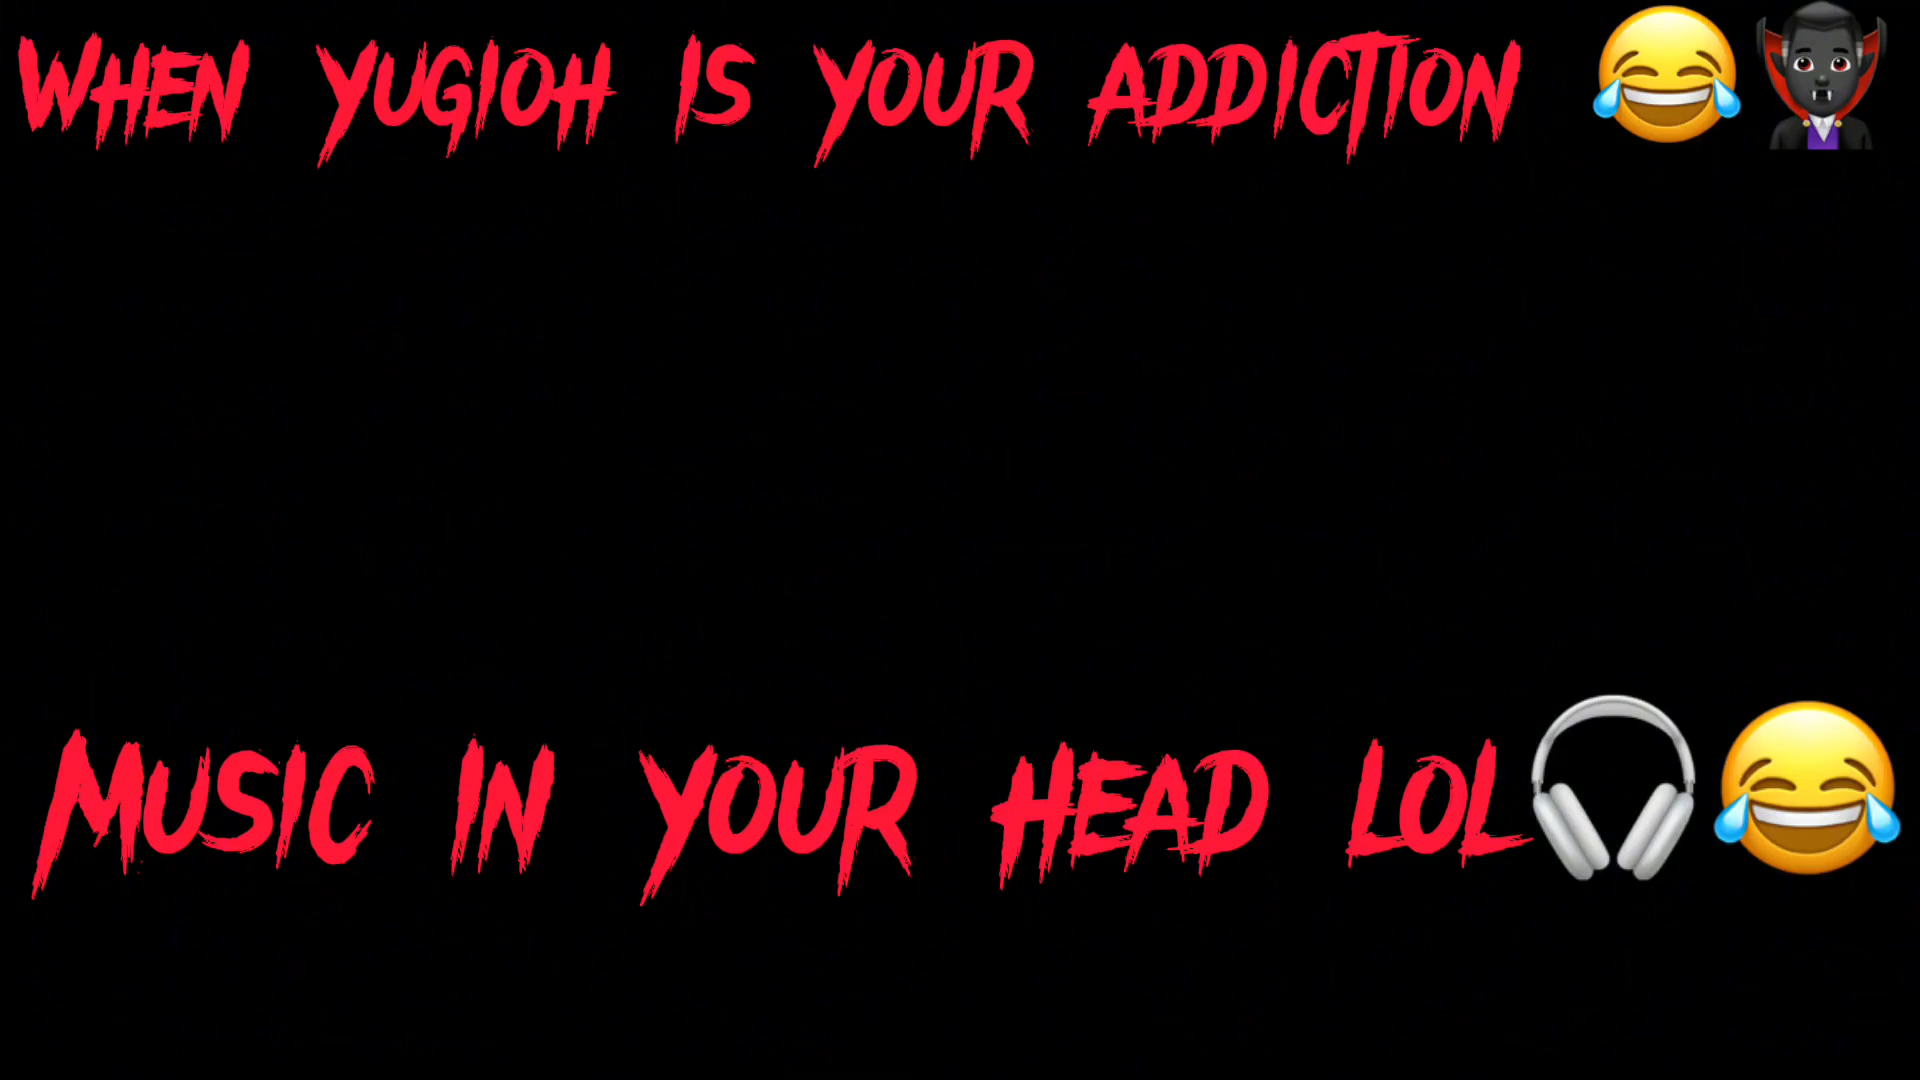 When Yugioh is your addiction 😂🧛🏿‍♂️
Music in your head lol🎧😂